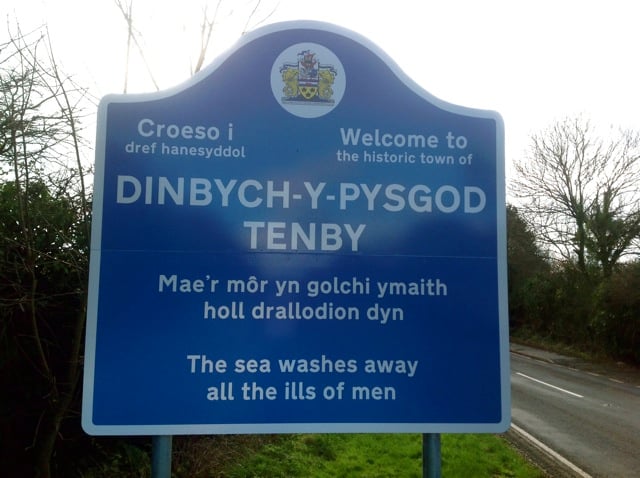 Croeso i
dref hanesyddol
Welcome to
the historic town of
DINBYCH-Y-PYSGOD
TENBY
Mae'r môr yn golchi ymaith
holl drallodion dyn
The sea washes away
all the ills of men